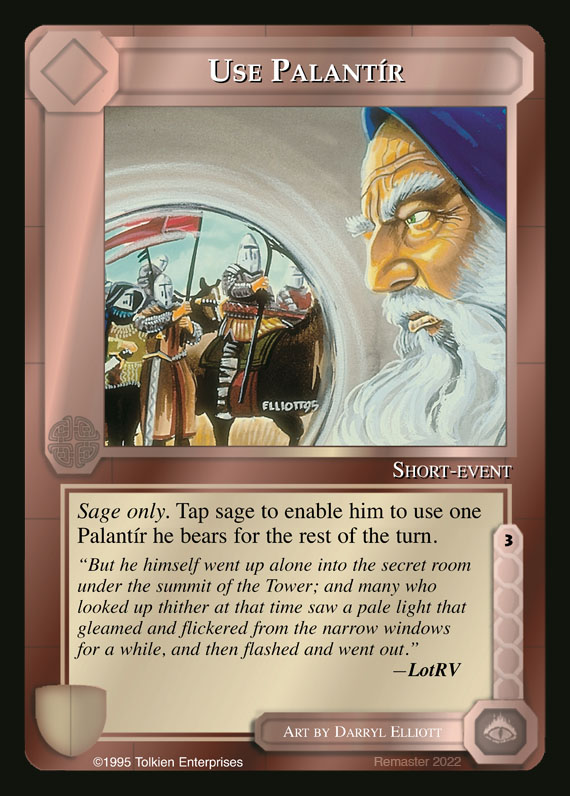 USE PALANTÍR
ELLIOTT95
SHORT-EVENT
Sage only. Tap sage to enable him to use one
Palantír he bears for the rest of the turn.
3
“But he himself went up alone into the secret room
under the summit of the Tower; and many who
looked up thither at that time saw a pale light that
gleamed and flickered from the narrow windows
for a while, and then flashed and went out.”
—LotRV
ART BY DARRYL ELLIOTT
©1995 Tolkien Enterprises
Remaster 2022